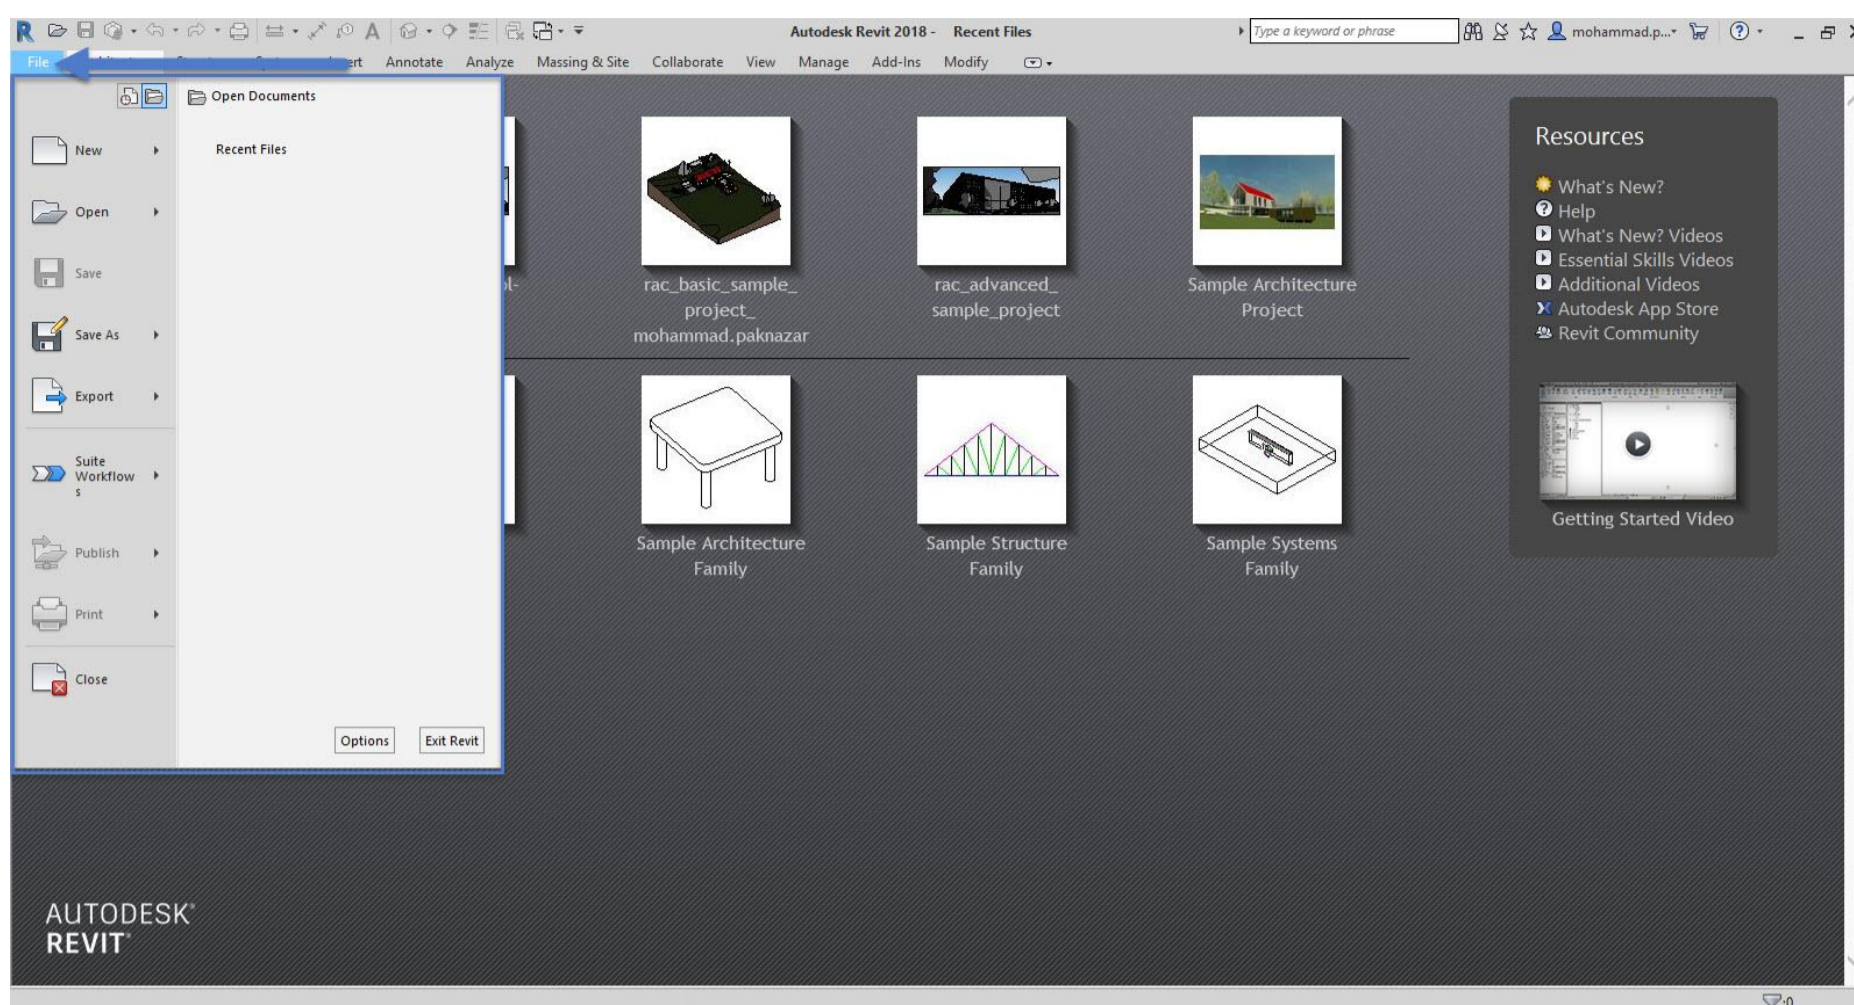 Autodesk Revit 2018 - Recent Files
Type a keyword or phrase
mohammad.p...
File
Annotate
Analyze
Massing & Site
Collaborate
View
Manage
Add-Ins
Modify
Open Documents
Recent Files
New
Open
Save
Save As
Export
Suite
Workflow
s
Publish
Print
Close
Options
Exit Revit
rac_basic_sample_
project_
mohammad.paknazar
rac_advanced_
sample_project
Sample Architecture
Project
Sample Architecture
Family
Sample Structure
Family
Sample Systems
Family
Resources
What's New?
Help
What's New? Videos
Essential Skills Videos
Additional Videos
Autodesk App Store
Revit Community
Getting Started Video
AUTODESK®
REVIT®
:0